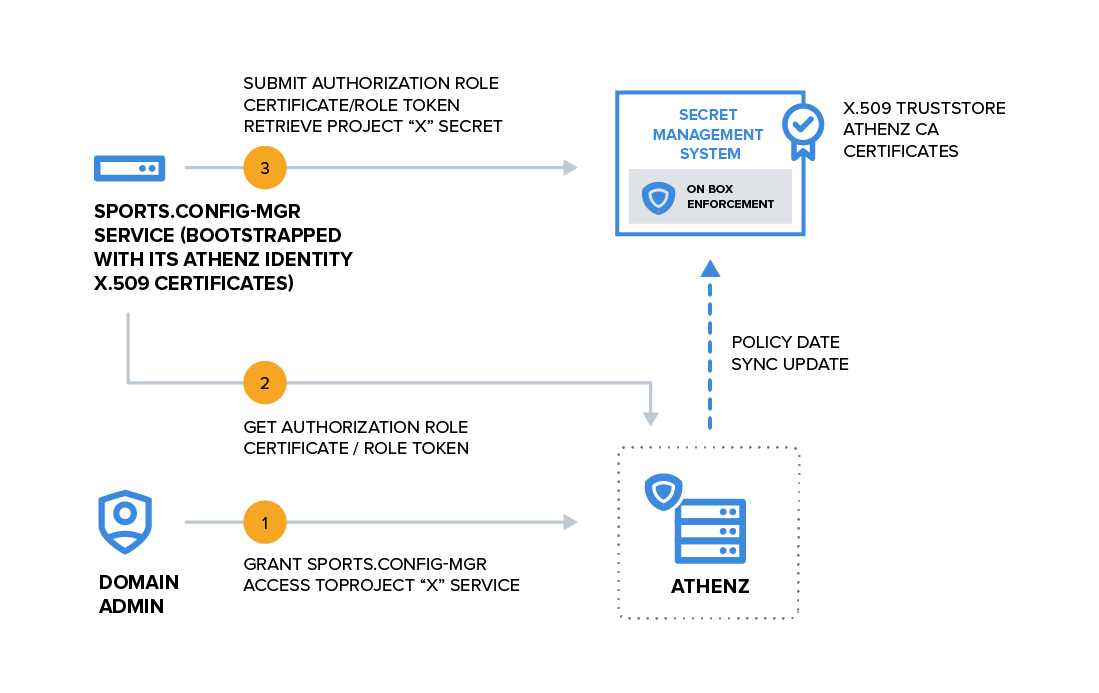 SUBMIT AUTHORIZATION ROLE
CERTIFICATE/ROLE TOKEN
RETRIEVE PROJECT “X” SECRET
3
SPORTS.CONFIG-MGR
SERVICE (BOOTSTRAPPED
WITH ITS ATHENZ IDENTITY
X.509 CERTIFICATES)
SECRET
MANAGEMENT
SYSTEM
ON BOX
ENFORCEMENT
X.509 TRUSTSTORE
ATHENZ CA
CERTIFICATES
POLICY DATE
SYNC UPDATE
2
GET AUTHORIZATION ROLE
CERTIFICATE / ROLE TOKEN
1
GRANT SPORTS.CONFIG-MGR
ACCESS TOPROJECT “X” SERVICE
DOMAIN
ADMIN
ATHENZ